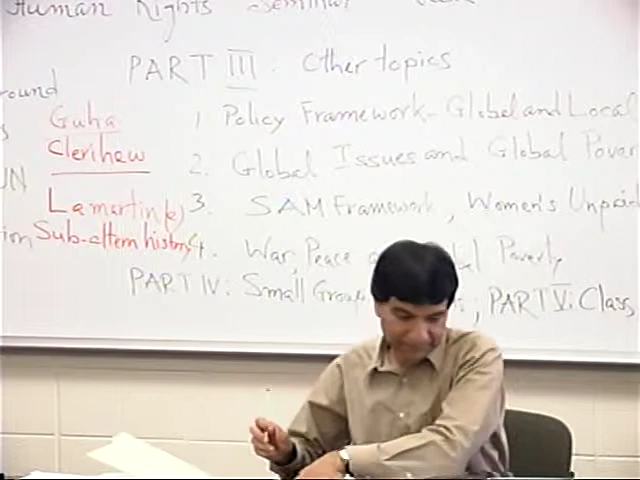 Human Rights Seminar
PART III. Other topics
round
Guha
1 Policy Framework-Global and Local
Clerihew
2. Global Issues and Global Pover
UN
Lamartin(e)
3. SAM Framework, Women's Unpaid
tion Sub-altern history
4. War, Peace Poverty
PART IV: Small Group ; PART V: Class